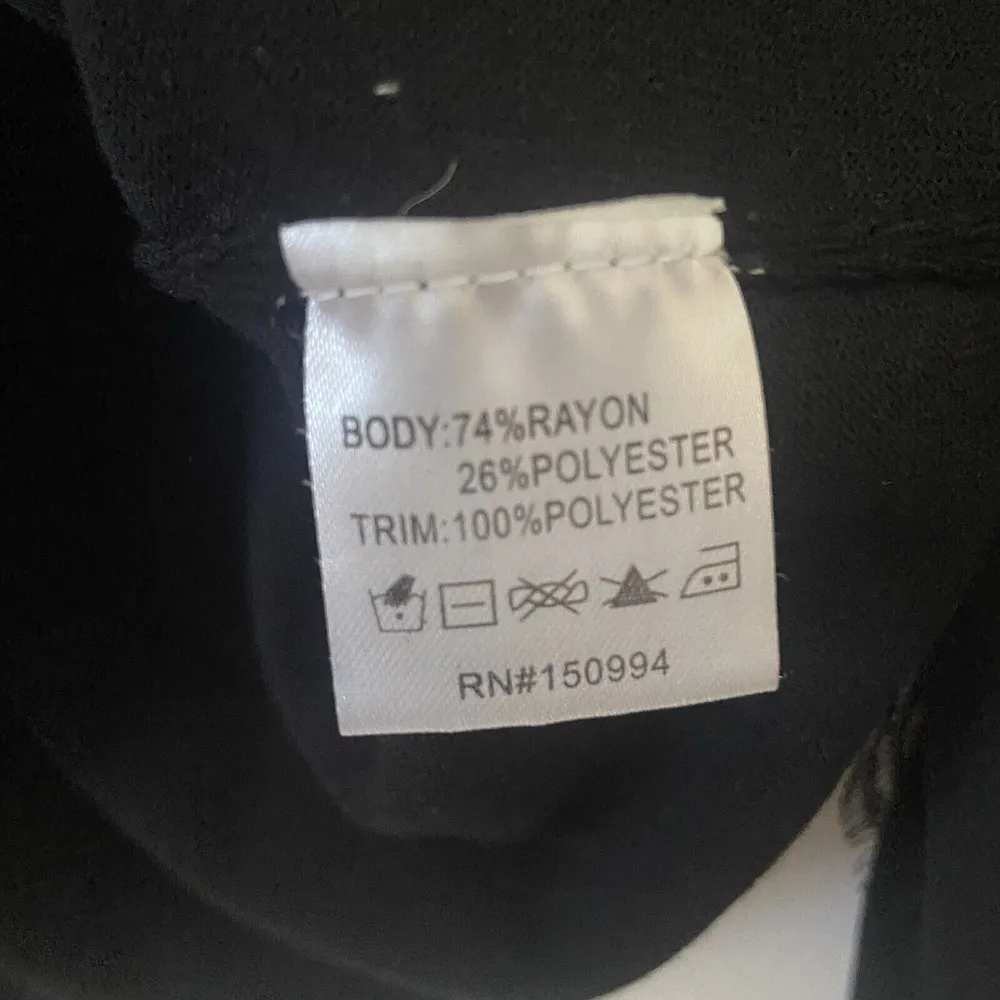 BODY:74%RAYON
26%POLYESTER
TRIM:100%POLYESTER
RN#150994